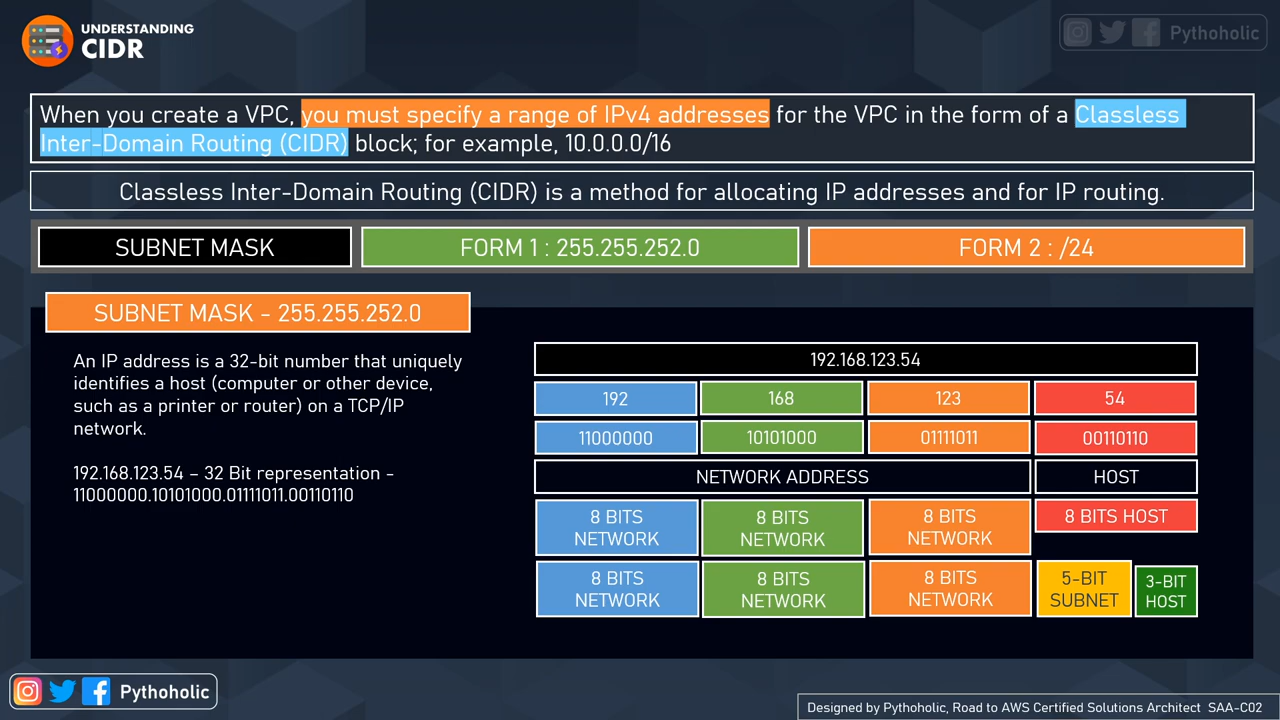 UNDERSTANDING
CIDR
Pythoholic
When you create a VPC, you must specify a range of IPv4 addresses for the VPC in the form of a Classless
Inter-Domain Routing (CIDR) block; for example, 10.0.0.0/16
Classless Inter-Domain Routing (CIDR) is a method for allocating IP addresses and for IP routing.
SUBNET MASK
FORM 1 : 255.255.252.0
FORM 2 : /24
SUBNET MASK - 255.255.252.0
An IP address is a 32-bit number that uniquely
identifies a host (computer or other device,
such as a printer or router) on a TCP/IP
network.
192.168.123.54 – 32 Bit representation –
11000000.10101000.01111011.00110110
192.168.123.54
192
168
123
54
11000000
10101000
01111011
00110110
NETWORK ADDRESS
HOST
8 BITS
NETWORK
8 BITS
NETWORK
8 BITS
NETWORK
8 BITS HOST
8 BITS
NETWORK
8 BITS
NETWORK
8 BITS
NETWORK
5-BIT
SUBNET
3-BIT
HOST
Pythoholic
Designed by Pythoholic, Road to AWS Certified Solutions Architect SAA-C02